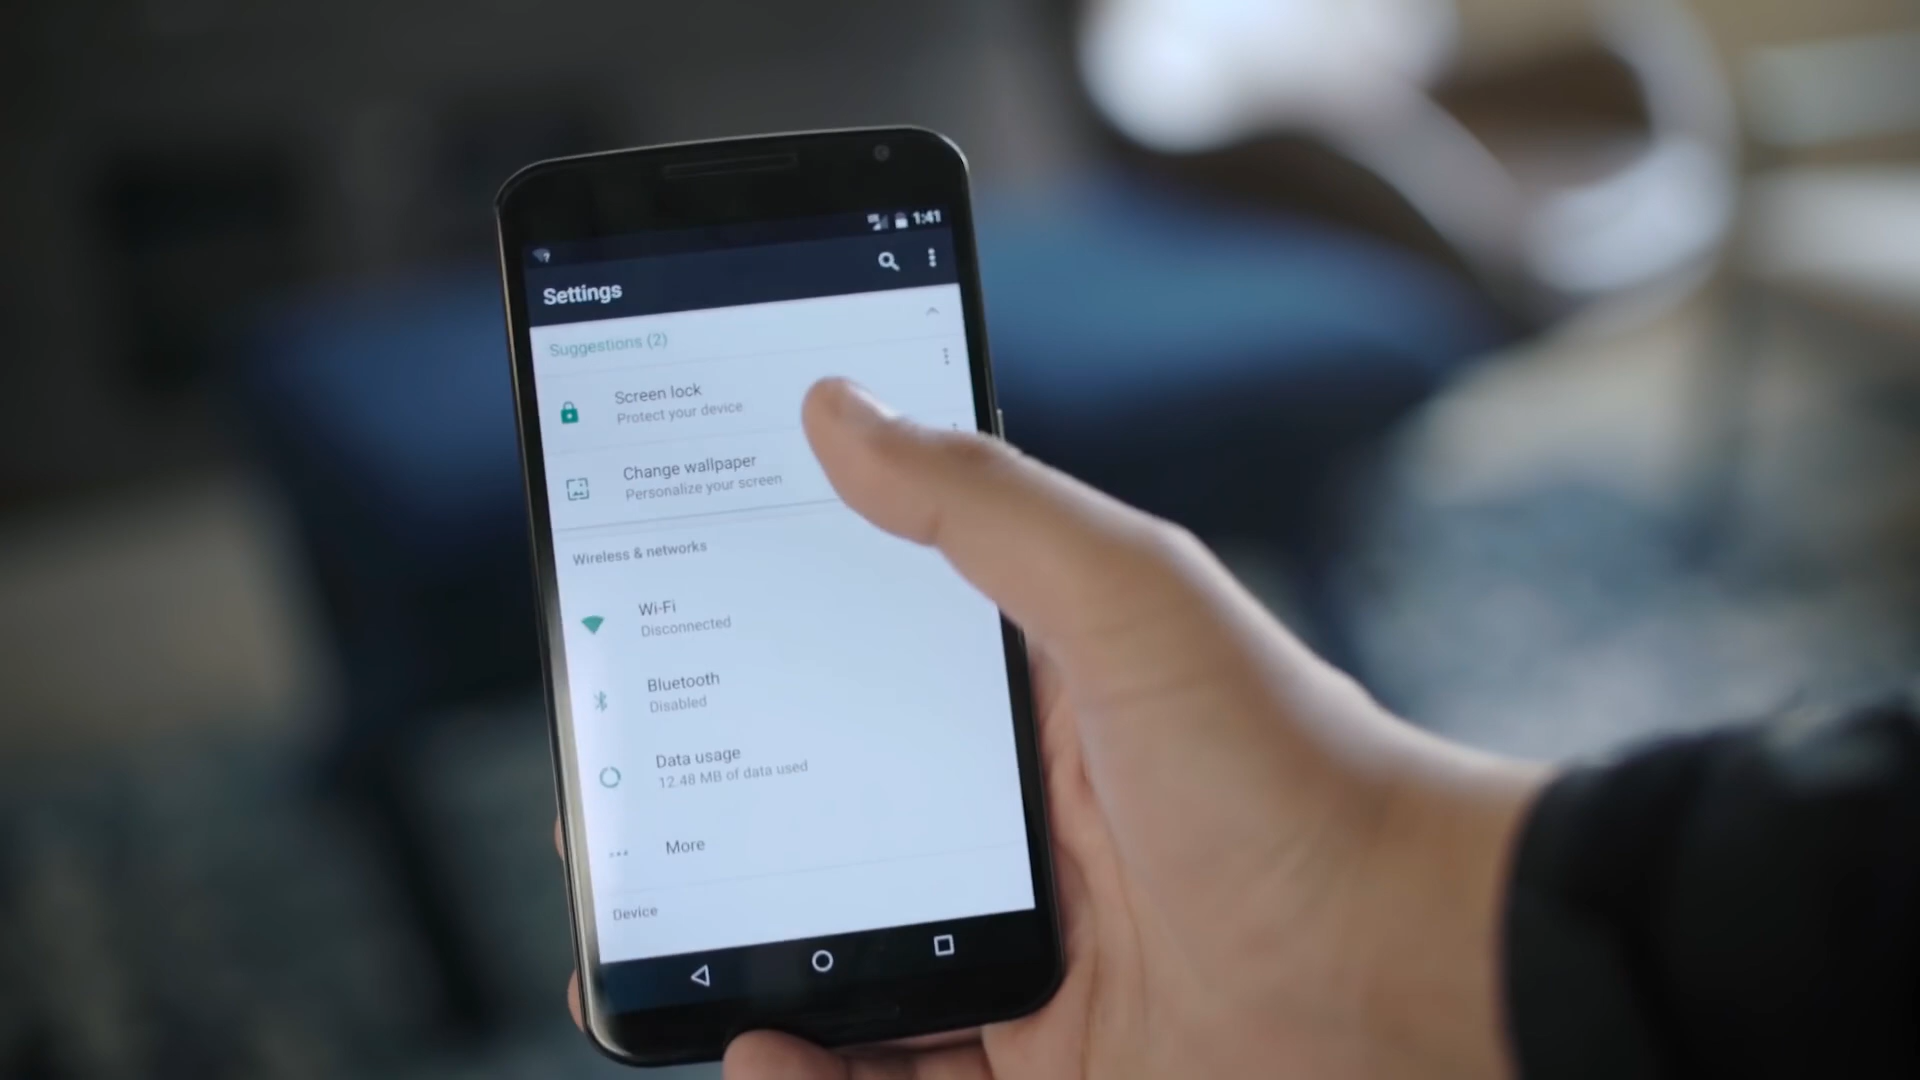 1:41
Settings
Suggestions (2)
Screen lock
Protect your device
Change wallpaper
Personalize your screen
Wireless & networks
Wi-Fi
Disconnected
Bluetooth
Disabled
Data usage
12.48 MB of data used
More
Device